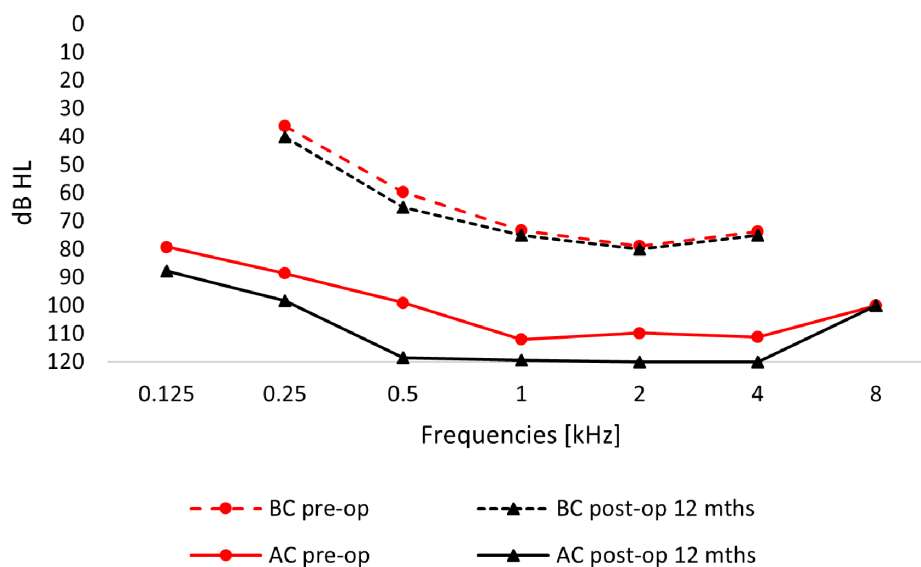 0
10
20
30
40
50
60
70
80
90
100
110
120
dB HL
0.125 0.25 0.5 1 2 4 8
Frequencies [kHz]
BC pre-op BC post-op 12 mths
AC pre-op AC post-op 12 mths